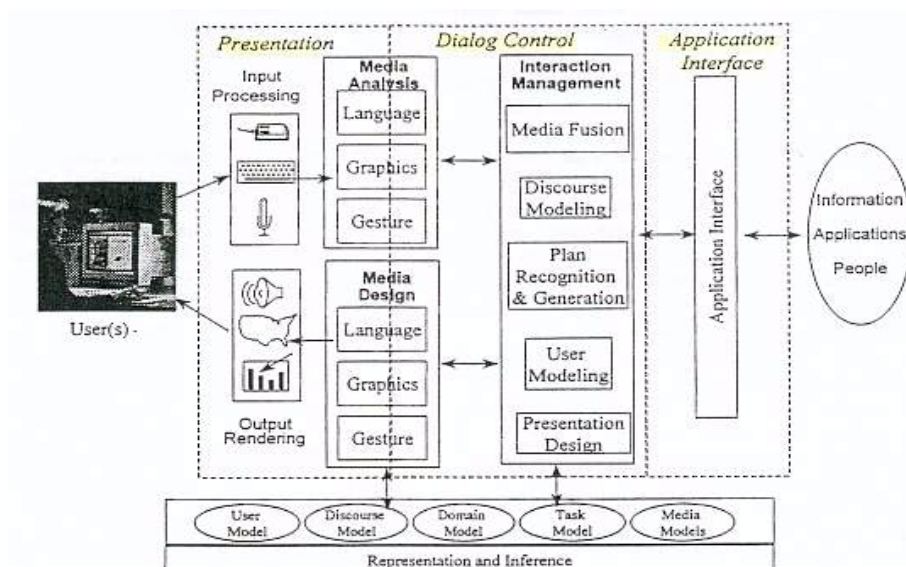 Presentation
Dialog Control
Application
Interface
Input
Processing
Media
Analysis
Language
Graphics
Gesture
Interaction
Management
Media Fusion
Discourse
Modeling
Plan
Recognition
& Generation
User
Modeling
Presentation
Design
Application Interface
Information
Applications
People
User(s) -
Media
Design
Language
Graphics
Gesture
Output
Rendering
User
Model
Discourse
Model
Domain
Model
Task
Model
Media
Models
Representation and Inference